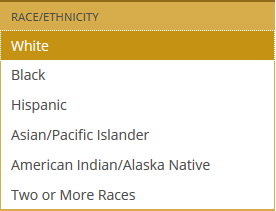 RACE/ETHNICITY
White
Black
Hispanic
Asian/Pacific Islander
American Indian/Alaska Native
Two or More Races